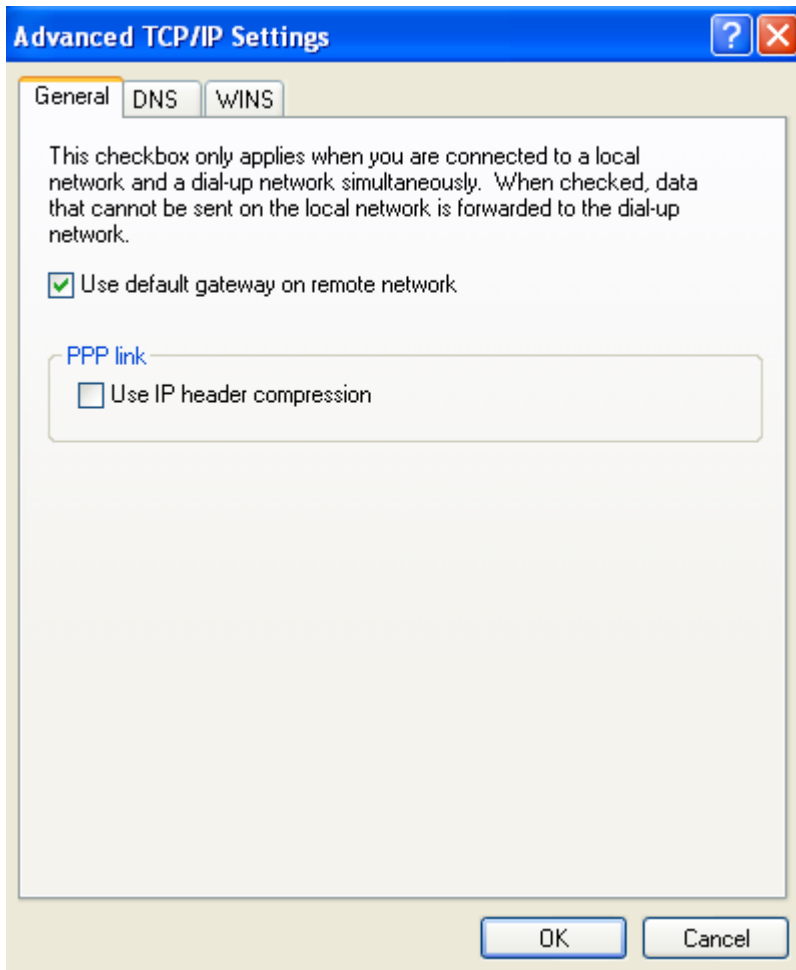 Advanced TCP/IP Settings
?
General DNS WINS
This checkbox only applies when you are connected to a local
network and a dial-up network simultaneously. When checked, data
that cannot be sent on the local network is forwarded to the dial-up
network.
Use default gateway on remote network
PPP link
Use IP header compression
OK Cancel